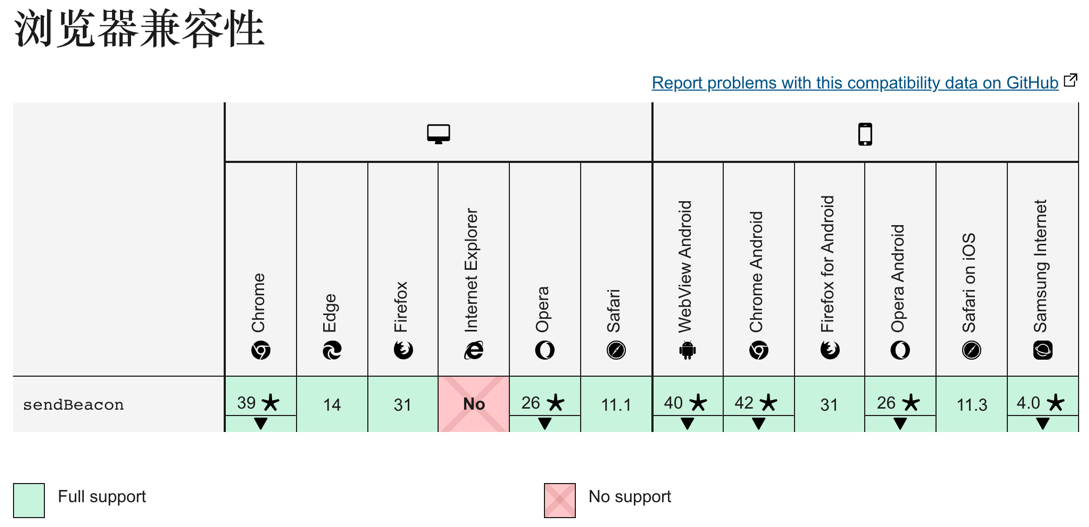 浏览器兼容性
Report problems with this compatibility data on GitHub
Chrome
Edge
Firefox
Internet Explorer
Opera
Safari
WebView Android
Chrome Android
Firefox for Android
Opera Android
Safari on iOS
Samsung Internet
sendBeacon 39 14 31 No 26 11.1 40 42 31 26 11.3 4.0
Full support No support